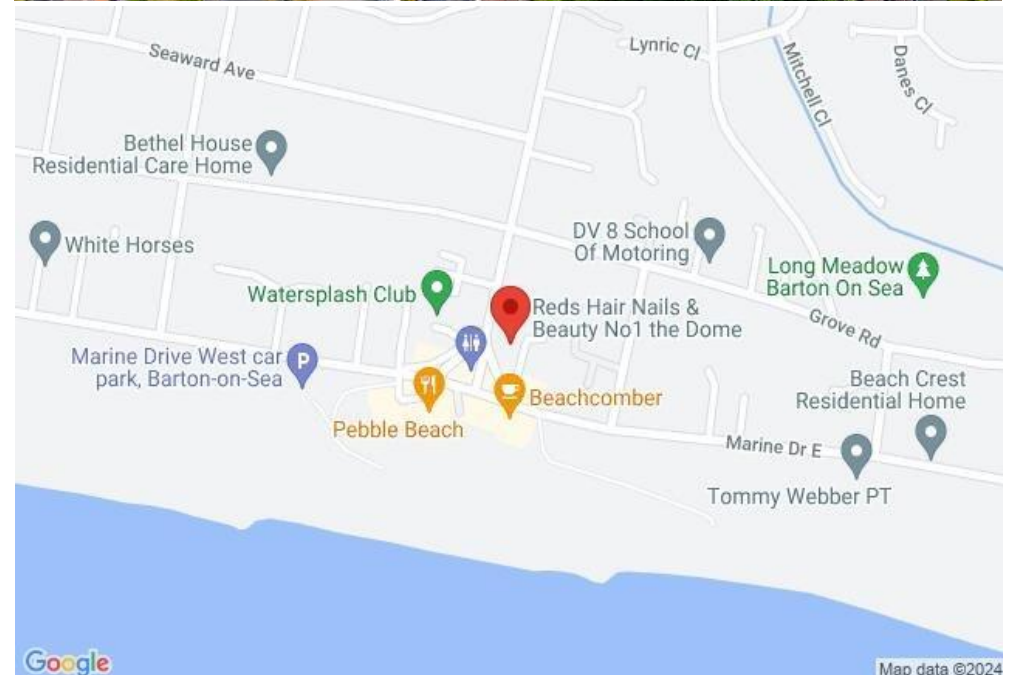 Lynric Cl
Seaward Ave
Mitchell Cl
Danes Cl
Bethel House
Residential Care Home
DV 8 School
Of Motoring
White Horses
Long Meadow
Barton On Sea
Watersplash Club
Reds Hair Nails &
Beauty No1 the Dome
Grove Rd
Marine Drive West car
park, Barton-on-Sea
P
Beach Crest
Residential Home
Beachcomber
Pebble Beach
Marine Dr E
Tommy Webber PT
Google
Map data ©2024